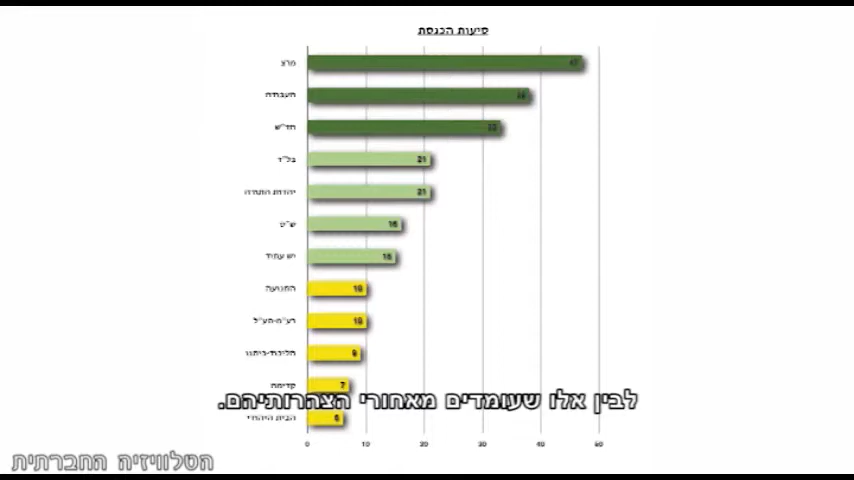 סיעות הכנסת
מרצ 47
העבודה
חד"ש 33
בל"ד 21
יהדות התורה 21
ש"ס 16
יש עתיד 15
התנועה 10
רע"מ-תע"ל 10
הליכוד-ביתנו 9
קדימה 7
הבית היהודי 6
0 10 20 30 40 50
לבין אלו שעומדים מאחורי הצהרותיהם.
הטלוויזיה החברתית